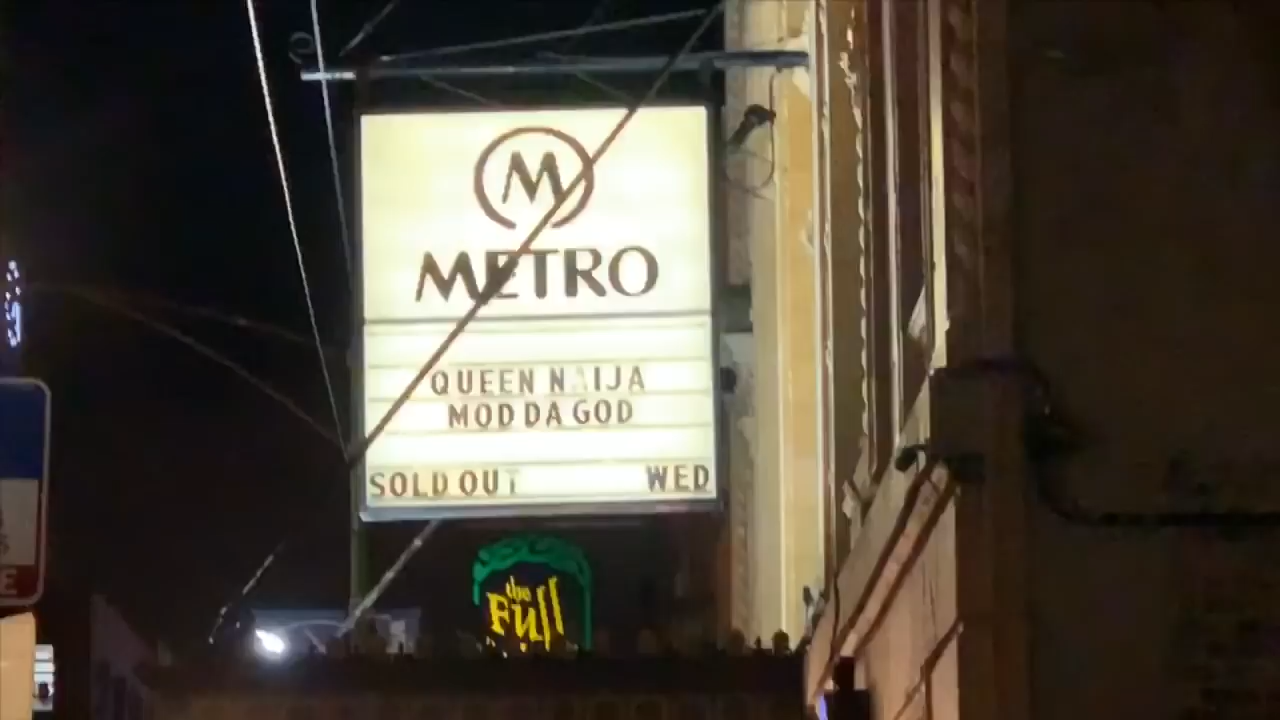 M
METRO
QUEEN NAIJA
MOD DA GOD
SOLD OUT WED
the
Full